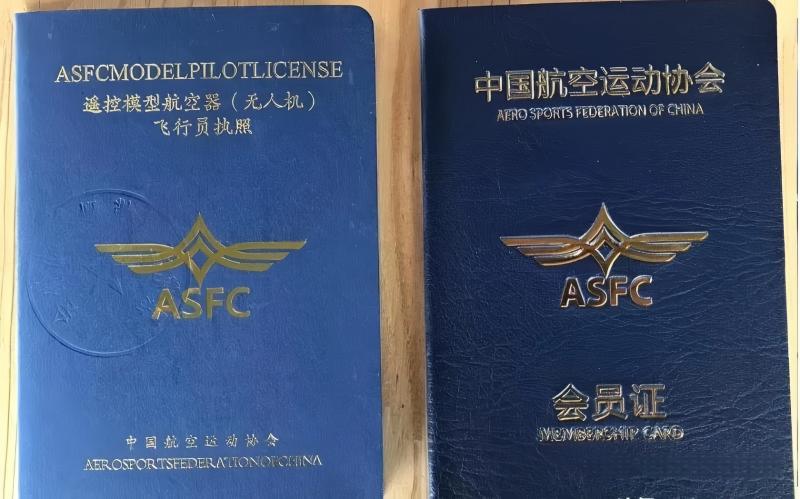 ASFCMODELPILOTLICENSE
遥控模型航空器（无人机）
飞行员执照
ASFC
中国航空运动协会
AEROSPORTSFEDERATIONOFCHINA
中国航空运动协会
AERO SPORTS FEDERATION OF CHINA
ASFC
会员证
MEMBERSHIP CARD